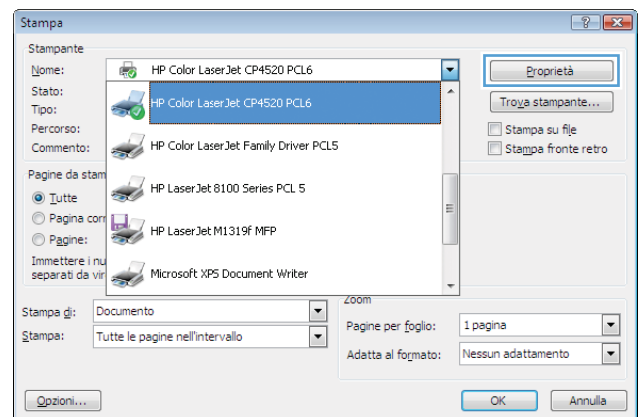 Stampa
Stampante
Nome: HP Color LaserJet CP4520 PCL6 Proprietà
Stato: HP Color LaserJet CP4520 PCL6 Trova stampante...
Tipo:
Percorso: Stampa su file
Commento: HP Color LaserJet Family Driver PCL5 Stampa fronte retro
Pagine da stam
HP LaserJet 8100 Series PCL 5
Tutte
Pagina corr
HP LaserJet M1319f MFP
Pagine:
Immettere i nu
separati da vir
Microsoft XPS Document Writer
Zoom
Stampa di: Documento
Pagine per foglio: 1 pagina
Stampa: Tutte le pagine nell'intervallo
Adatta al formato: Nessun adattamento
Opzioni... OK Annulla